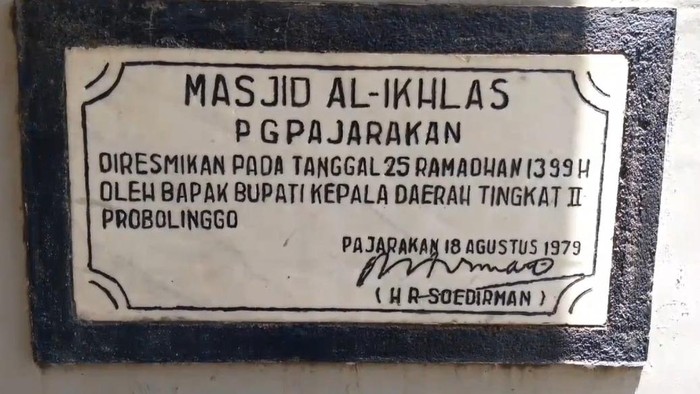 MASJID AL-IKHLAS
PG PAJARAKAN
DIRESMIKAN PADA TANGGAL 25 RAMADHAN 1399 H
OLEH BAPAK BUPATI KEPALA DAERAH TINGKAT II
PROBOLINGGO
PAJARAKAN 18 AGUSTUS 1979
( H R SOEDIRMAN )